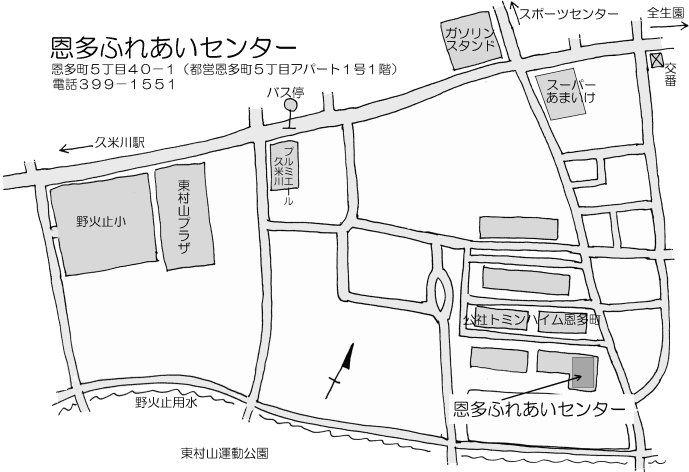 恩多ふれあいセンター
恩多町5丁目40－1（都営恩多町5丁目アパート1号1階）
電話399－1551
スポーツセンター
全生園
ガソリン
スタンド
交番
スーパー
あまいけ
バス停
久米川駅
プルミエール
久米川
東村山プラザ
野火止小
公社トミンハイム恩多町
恩多ふれあいセンター
野火止用水
東村山運動公園